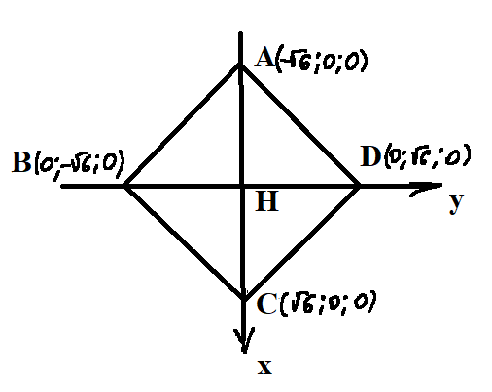 A(-√6; 0; 0)
B(0; -√6; 0)
D(0; √6; 0)
H
y
C(√6; 0; 0)
x